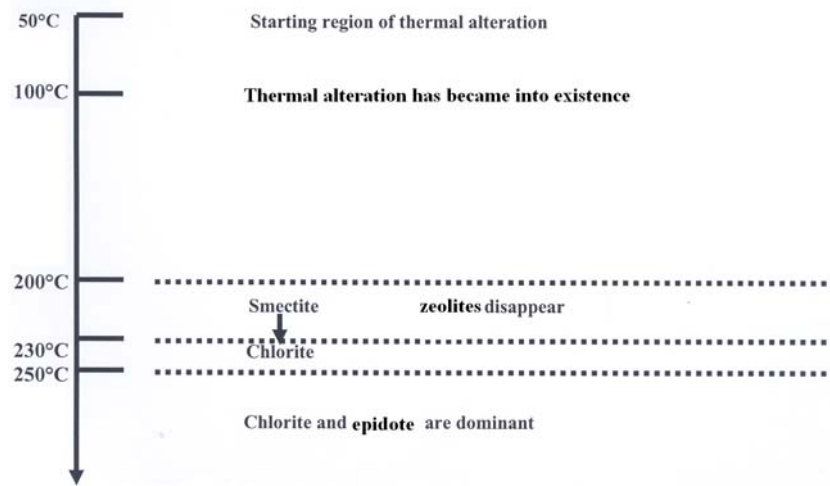 50°C Starting region of thermal alteration
100°C Thermal alteration has became into existence
200°C
Smectite zeolites disappear
230°C Chlorite
250°C
Chlorite and epidote are dominant